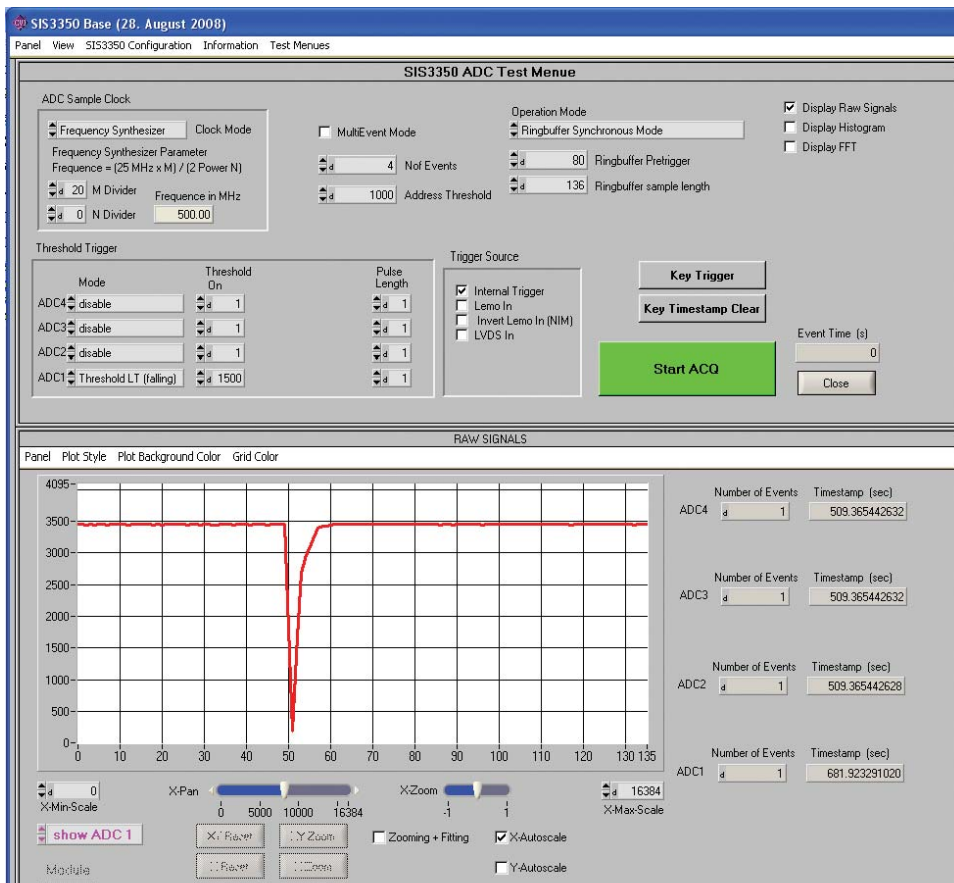 SIS3350 Base (28. August 2008)
Panel View SIS3350 Configuration Information Test Menues
SIS3350 ADC Test Menue
ADC Sample Clock
Frequency Synthesizer Clock Mode
Frequency Synthesizer Parameter
Frequency = (25 MHz x M) / (2 Power N)
d 20 M Divider
Frequency in MHz
d 0 N Divider 500.00
MultiEvent Mode
d 4 Nof Events
d 1000 Address Threshold
Operation Mode
Ringbuffer Synchronous Mode
d 80 Ringbuffer Pretrigger
d 136 Ringbuffer sample length
Display Raw Signals
Display Histogram
Display FFT
Threshold Trigger
Mode Threshold On Pulse Length
ADC4 disable d 1 d 1
ADC3 disable d 1 d 1
ADC2 disable d 1 d 1
ADC1 Threshold LT (falling) d 1500 d 1
Trigger Source
Internal Trigger
Lemo In
Invert Lemo In (NIM)
LVDS In
Key Trigger
Key Timestamp Clear
Start ACQ
Event Time (s)
0
Close
RAW SIGNALS
Panel Plot Style Plot Background Color Grid Color
4095
3500
3000
2500
2000
1500
1000
500
0
0 10 20 30 40 50 60 70 80 90 100 110 120 130 135
Number of Events Timestamp (sec)
ADC4 d 1 509.365442632
Number of Events Timestamp (sec)
ADC3 d 1 509.365442632
Number of Events Timestamp (sec)
ADC2 d 1 509.365442628
Number of Events Timestamp (sec)
ADC1 d 1 681.923291020
d 0
X-Min-Scale
X-Pan
0 5000 10000 16384
X-Zoom
-1 1
d 16384
X-Max-Scale
show ADC 1
Reset Y Zoom
Reset Zoom
Zooming + Fitting
X-Autoscale
Y-Autoscale
Module